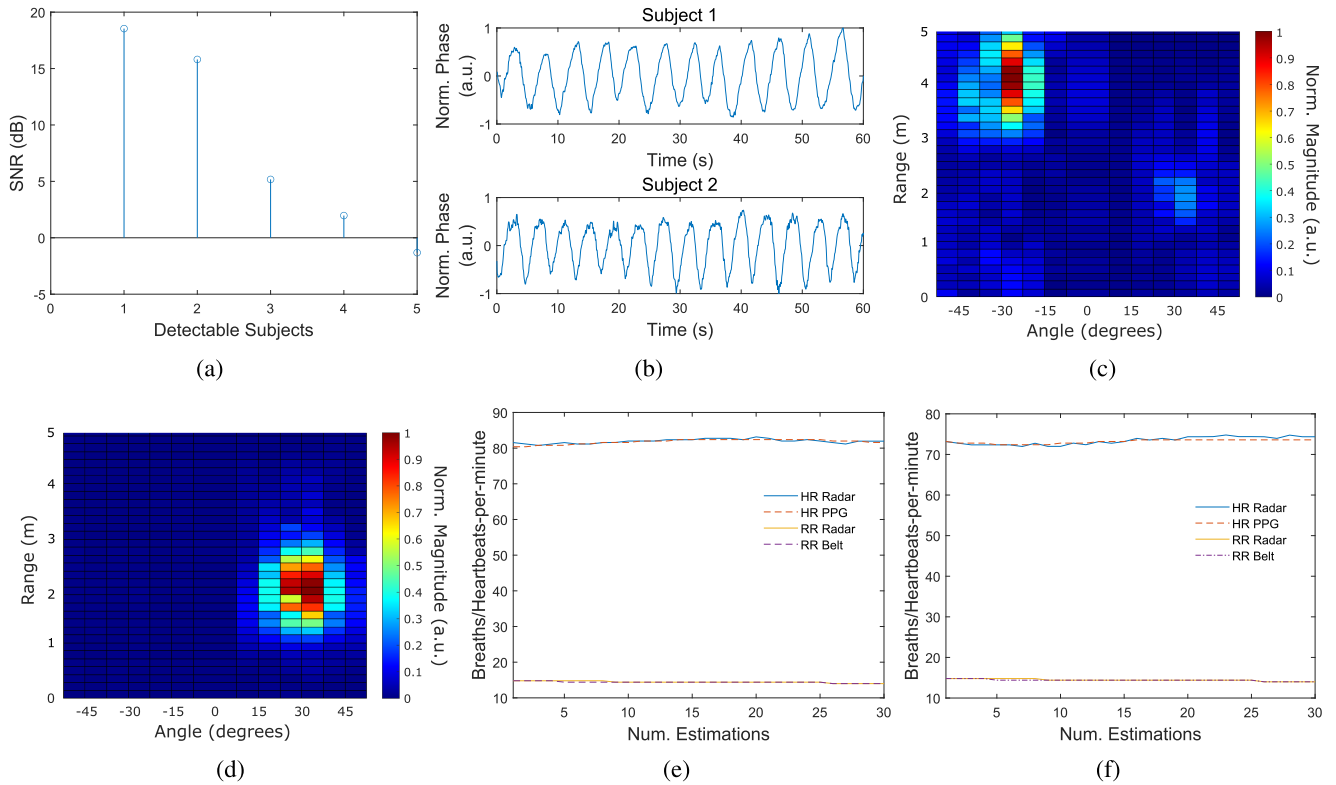 20
15
10
5
0
-5
SNR (dB)
0 1 2 3 4 5
Detectable Subjects
(a)
Subject 1
1
0
-1
Norm. Phase
(a.u.)
0 10 20 30 40 50 60
Time (s)
Subject 2
1
0
-1
Norm. Phase
(a.u.)
0 10 20 30 40 50 60
Time (s)
(b)
5
4
3
2
1
0
Range (m)
-45 -30 -15 0 15 30 45
Angle (degrees)
1
0.9
0.8
0.7
0.6
0.5
0.4
0.3
0.2
0.1
0
Norm. Magnitude (a.u.)
(c)
5
4
3
2
1
0
Range (m)
-45 -30 -15 0 15 30 45
Angle (degrees)
1
0.9
0.8
0.7
0.6
0.5
0.4
0.3
0.2
0.1
0
Norm. Magnitude (a.u.)
(d)
90
80
70
60
50
40
30
20
10
Breaths/Heartbeats-per-minute
HR Radar
HR PPG
RR Radar
RR Belt
5 10 15 20 25 30
Num. Estimations
(e)
80
70
60
50
40
30
20
10
Breaths/Heartbeats-per-minute
HR Radar
HR PPG
RR Radar
RR Belt
5 10 15 20 25 30
Num. Estimations
(f)